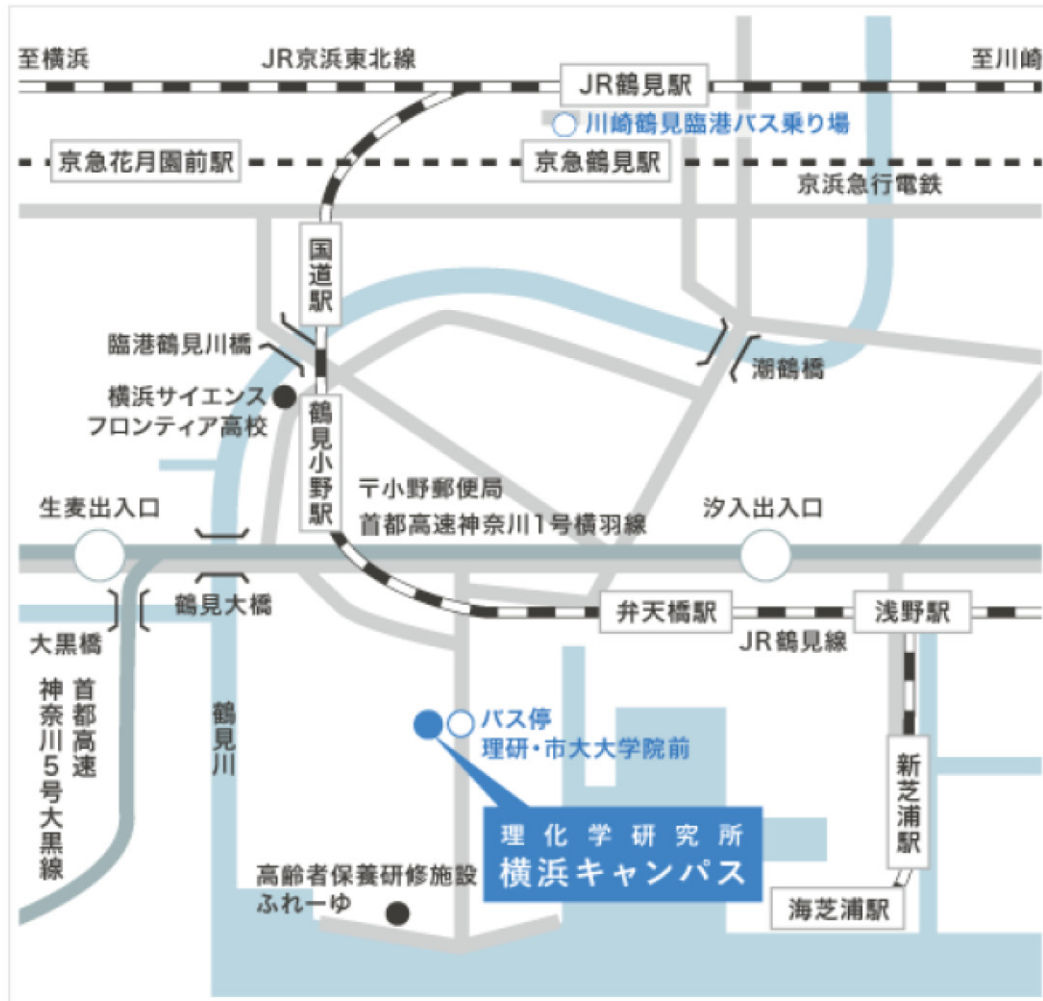 至横浜
JR京浜東北線
至川崎
JR鶴見駅
川崎鶴見臨港バス乗り場
京急花月園前駅
京急鶴見駅
京浜急行電鉄
国道駅
臨港鶴見川橋
潮鶴橋
横浜サイエンス
フロンティア高校
鶴見小野駅
〒小野郵便局
生麦出入口
首都高速神奈川1号横羽線
汐入出入口
鶴見大橋
弁天橋駅
浅野駅
大黒橋
JR鶴見線
首都高速
神奈川5号大黒線
鶴見川
バス停
理研・市大大学院前
新芝浦駅
理化学研究所
横浜キャンパス
高齢者保養研修施設
ふれーゆ
海芝浦駅